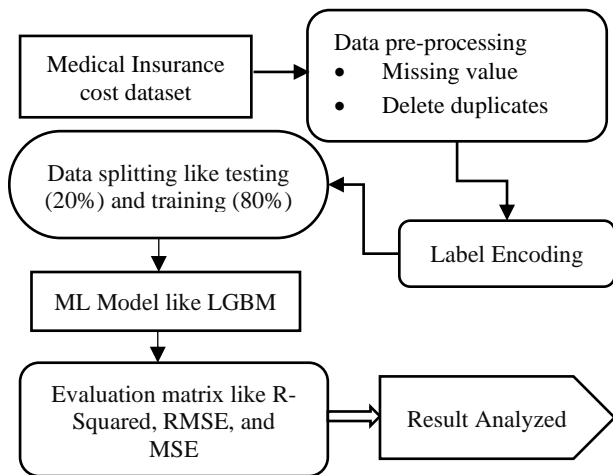 Medical Insurance
cost dataset
Data pre-processing
• Missing value
• Delete duplicates
Data splitting like testing
(20%) and training (80%)
Label Encoding
ML Model like LGBM
Evaluation matrix like R-
Squared, RMSE, and
MSE
Result Analyzed